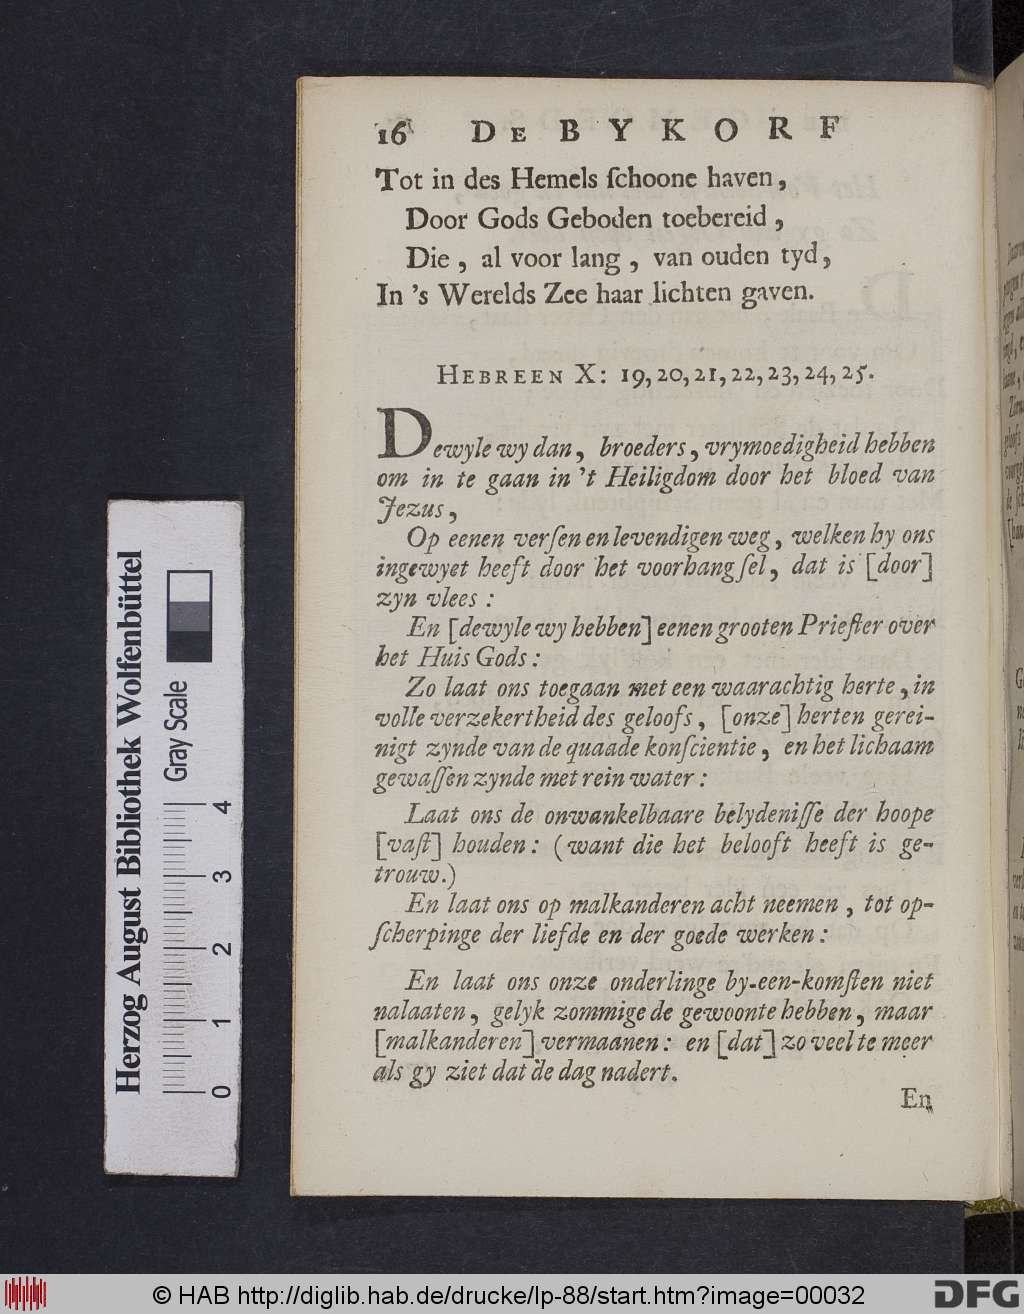 16 DE BYKORF
Tot in des Hemels ſchoone haven,
Door Gods Geboden toebereid,
Die, al voor lang, van ouden tyd,
In 's Werelds Zee haar lichten gaven.
HEBREEN X: 19,20,21,22,23,24,25.
Dewyle wy dan, broeders, vrymoedigheid hebben
om in te gaan in 't Heiligdom door het bloed van
Jezus,
Op eenen verſen en levendigen weg, welken hy ons
ingewyet heeft door het voorhangſel, dat is [door]
zyn vlees:
En [dewyle wy hebben] eenen grooten Prieſter over
het Huis Gods:
Zo laat ons toegaan met een waarachtig herte, in
volle verzekertheid des geloofs, [onze] herten gerei-
nigt zynde van de quaade konſcientie, en het lichaam
gewaſſen zynde met rein water:
Laat ons de onwankelbaare belydeniſſe der hoope
[vaſt] houden: (want die het belooft heeft is ge-
trouw.)
En laat ons op malkanderen acht neemen, tot op-
ſcherpinge der liefde en der goede werken:
En laat ons onze onderlinge by-een-komſten niet
nalaaten, gelyk zommige de gewoonte hebben, maar
[malkanderen] vermaanen: en [dat] zo veel te meer
als gy ziet dat de dag nadert.
En
Herzog August Bibliothek Wolfenbüttel
Gray Scale
0 1 2 3 4
© HAB http://diglib.hab.de/drucke/lp-88/start.htm?image=00032
DFG